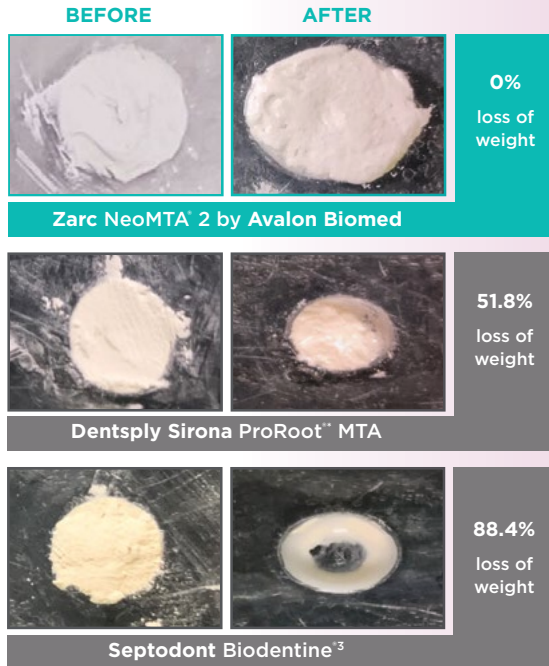 BEFORE AFTER
0%
loss of
weight
Zarc NeoMTA® 2 by Avalon Biomed
51.8%
loss of
weight
Dentsply Sirona ProRoot** MTA
88.4%
loss of
weight
Septodont Biodentine®3